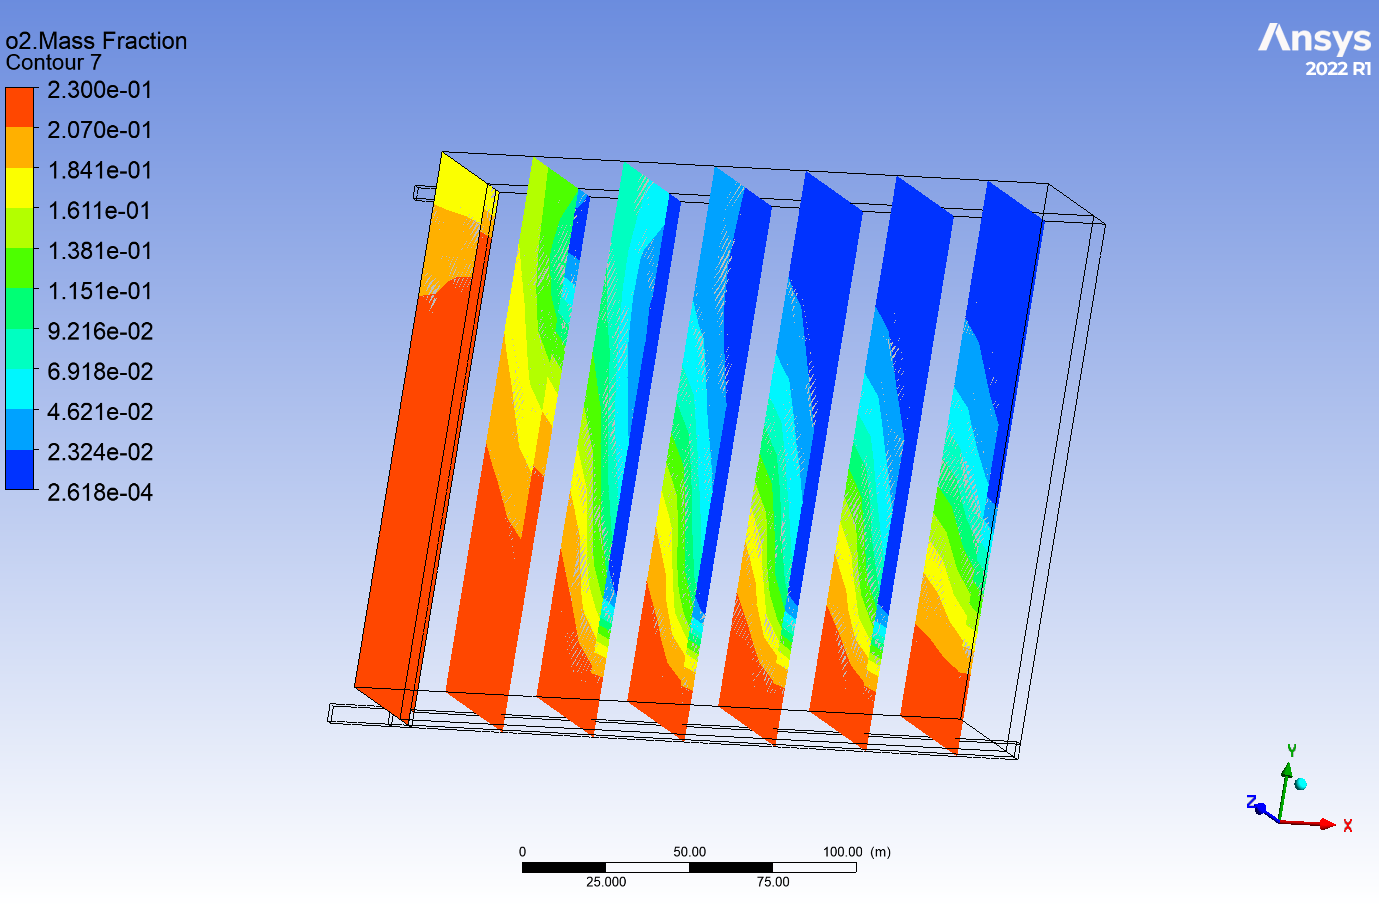 o2.Mass Fraction
Contour 7
2.300e-01
2.070e-01
1.841e-01
1.611e-01
1.381e-01
1.151e-01
9.216e-02
6.918e-02
4.621e-02
2.324e-02
2.618e-04
Ansys
2022 R1
Y
Z
X
0 50.00 100.00 (m)
25.000 75.00